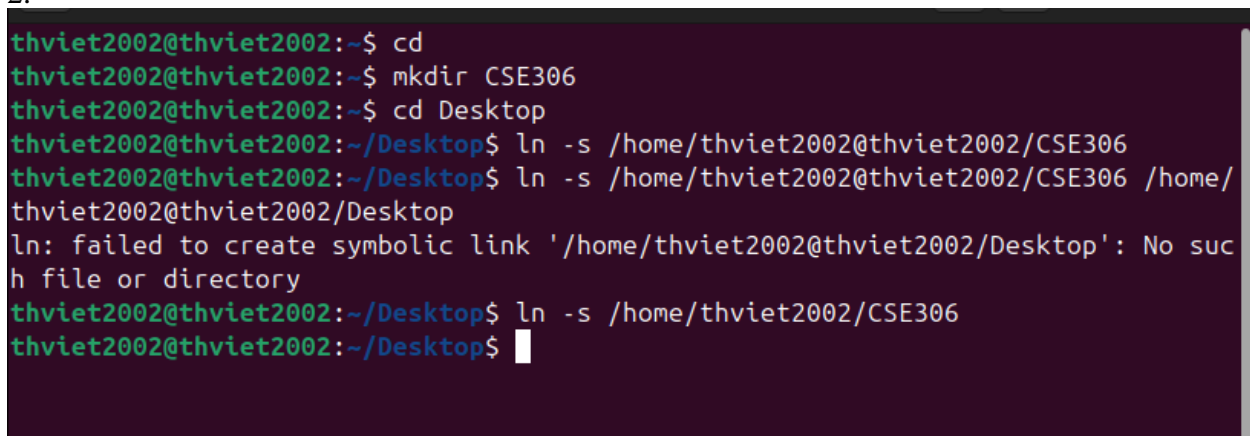 2.
thviet2002@thviet2002:~$ cd
thviet2002@thviet2002:~$ mkdir CSE306
thviet2002@thviet2002:~$ cd Desktop
thviet2002@thviet2002:~/Desktop$ ln -s /home/thviet2002@thviet2002/CSE306
thviet2002@thviet2002:~/Desktop$ ln -s /home/thviet2002@thviet2002/CSE306 /home/
thviet2002@thviet2002/Desktop
ln: failed to create symbolic link '/home/thviet2002@thviet2002/Desktop': No suc
h file or directory
thviet2002@thviet2002:~/Desktop$ ln -s /home/thviet2002/CSE306
thviet2002@thviet2002:~/Desktop$